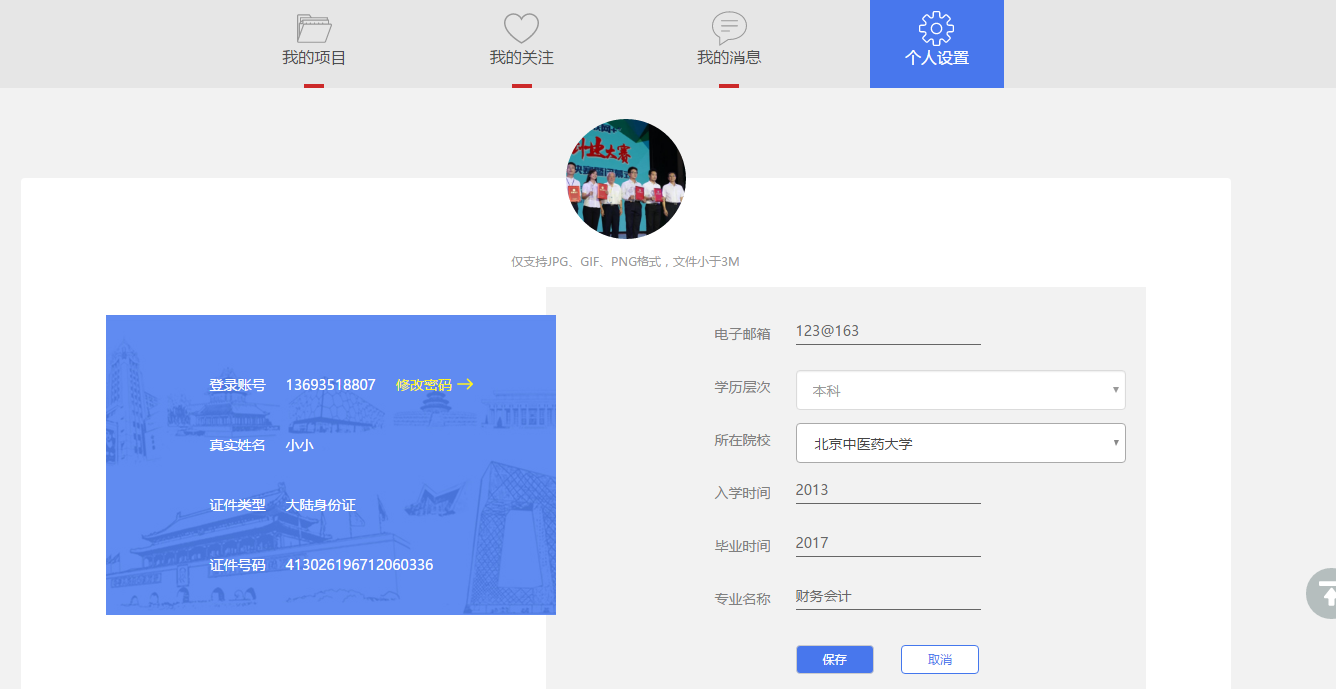 我的项目
我的关注
我的消息
个人设置
大赛
仅支持JPG、GIF、PNG格式，文件小于3M
登录账号 13693518807 修改密码
真实姓名 小小
证件类型 大陆身份证
证件号码 413026196712060336
电子邮箱 123@163
学历层次 本科
所在院校 北京中医药大学
入学时间 2013
毕业时间 2017
专业名称 财务会计
保存 取消